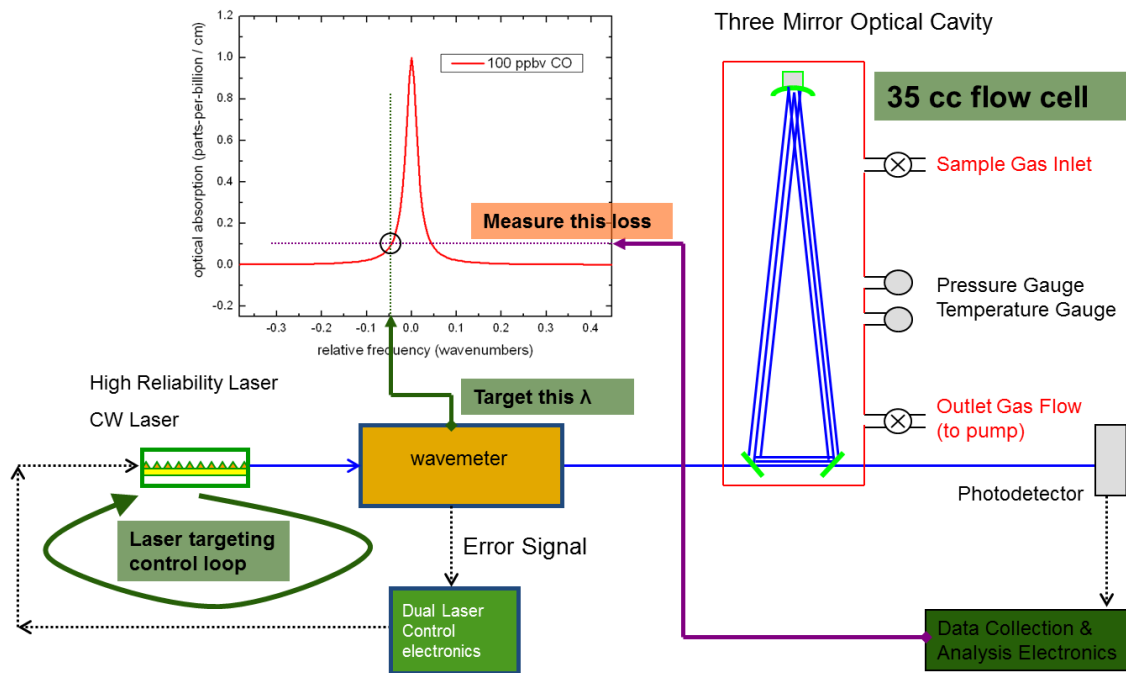 1.2
1.0
0.8
0.6
0.4
0.2
0.0
-0.2
optical absorption (parts-per-billion / cm)
100 ppbv CO
-0.3
-0.2
-0.1
0.0
0.1
0.2
0.3
0.4
relative frequency (wavenumbers)
Three Mirror Optical Cavity
35 cc flow cell
Sample Gas Inlet
Measure this loss
Pressure Gauge
Temperature Gauge
High Reliability Laser
CW Laser
Target this λ
Outlet Gas Flow
(to pump)
wavemeter
Photodetector
Laser targeting
control loop
Error Signal
Dual Laser
Control
electronics
Data Collection &
Analysis Electronics